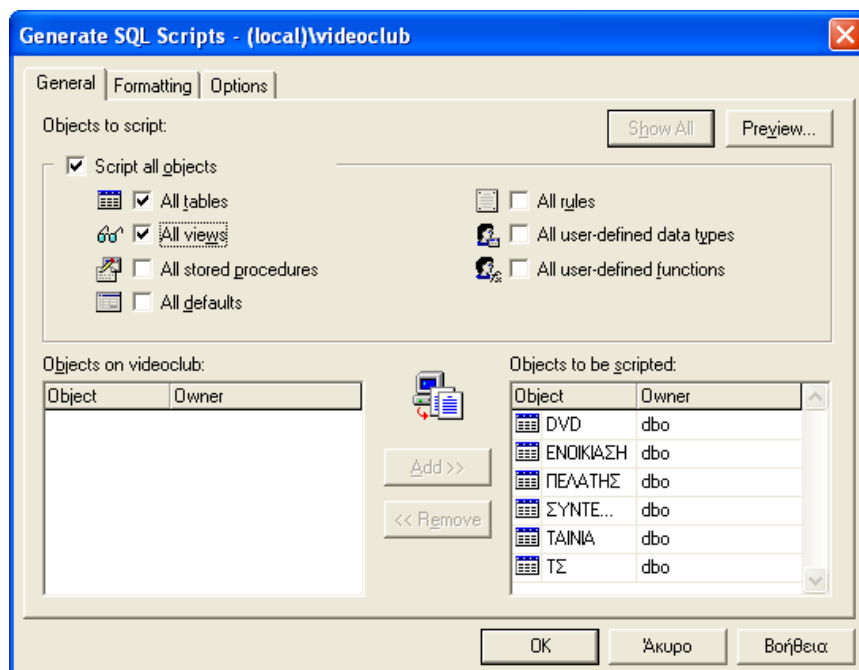 Generate SQL Scripts - (local)\videoclub
General Formatting Options
Objects to script:
Show All Preview...
Script all objects
All tables
All views
All stored procedures
All defaults
All rules
All user-defined data types
All user-defined functions
Objects on videoclub:
Object Owner
Add >>
<< Remove
Objects to be scripted:
Object Owner
DVD dbo
ΕΝΟΙΚΙΑΣΗ dbo
ΠΕΛΑΤΗΣ dbo
ΣΥΝΤΕ... dbo
ΤΑΙΝΙΑ dbo
ΤΣ dbo
OK Άκυρο Βοήθεια